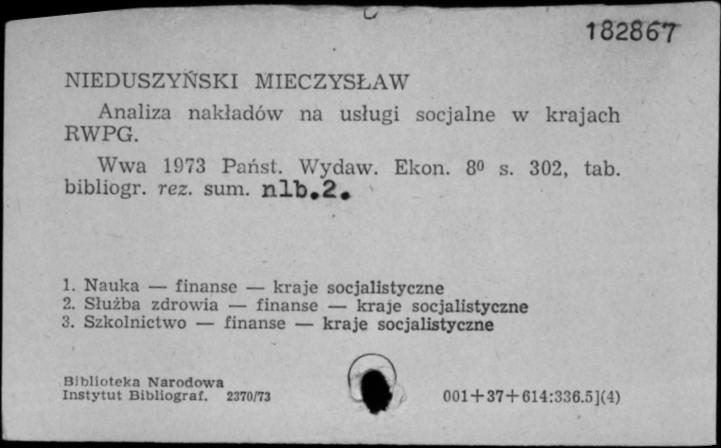 182867
NIEDUSZYŃSKI MIECZYSŁAW
Analiza nakładów na usługi socjalne w krajach
RWPG.
Wwa 1973 Państ. Wydaw. Ekon. 8⁰ s. 302, tab.
bibliogr. rez. sum. nlb.2.
1. Nauka — finanse — kraje socjalistyczne
2. Służba zdrowia — finanse — kraje socjalistyczne
3. Szkolnictwo — finanse — kraje socjalistyczne
Biblioteka Narodowa
Instytut Bibliograf. 2370/73
001+37+614:336.5](4)